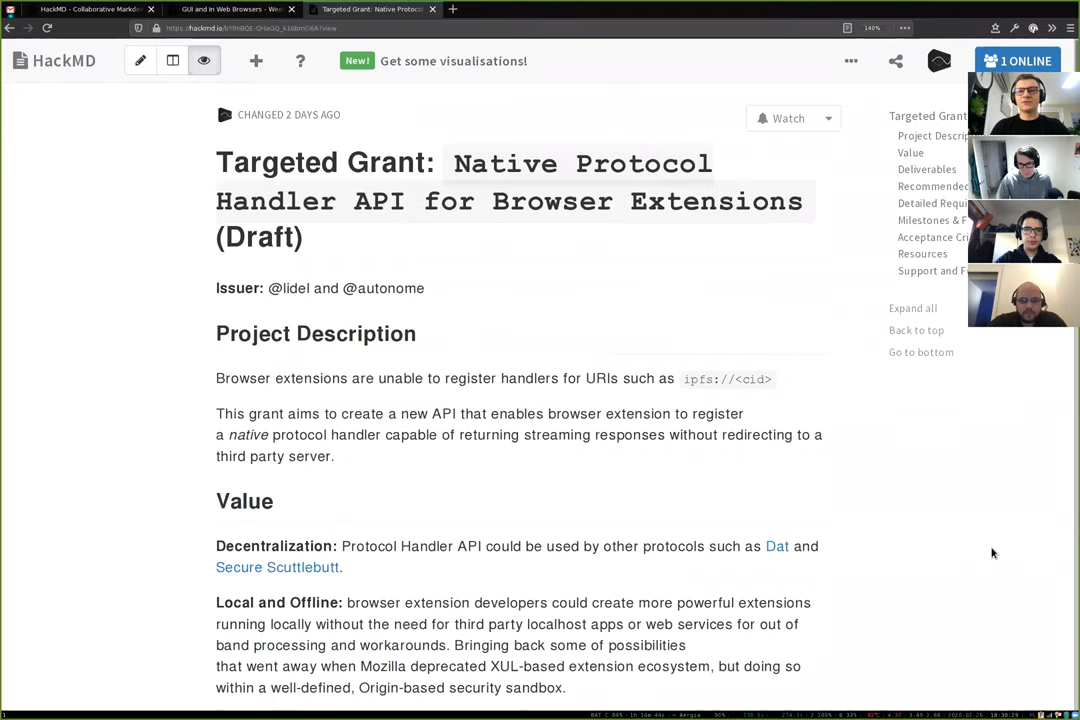 HackMD - Collaborative Markdo
GUI and In Web Browsers - Wee
Targeted Grant: Native Protoco
140%
HackMD
New! Get some visualisations!
1 ONLINE
CHANGED 2 DAYS AGO
Watch
Targeted Grant: Native Protocol
Handler API for Browser Extensions
(Draft)
Issuer: @lidel and @autonome
Project Description
Browser extensions are unable to register handlers for URIs such as ipfs://<cid>
This grant aims to create a new API that enables browser extension to register
a native protocol handler capable of returning streaming responses without redirecting to a
third party server.
Value
Decentralization: Protocol Handler API could be used by other protocols such as Dat and
Secure Scuttlebutt.
Local and Offline: browser extension developers could create more powerful extensions
running locally without the need for third party localhost apps or web services for out of
band processing and workarounds. Bringing back some of possibilities
that went away when Mozilla deprecated XUL-based extension ecosystem, but doing so
within a well-defined, Origin-based security sandbox.
Targeted Grant
Project Descrip
Value
Deliverables
Recommended
Detailed Requi
Milestones & F
Acceptance Cri
Resources
Support and F
Expand all
Back to top
Go to bottom